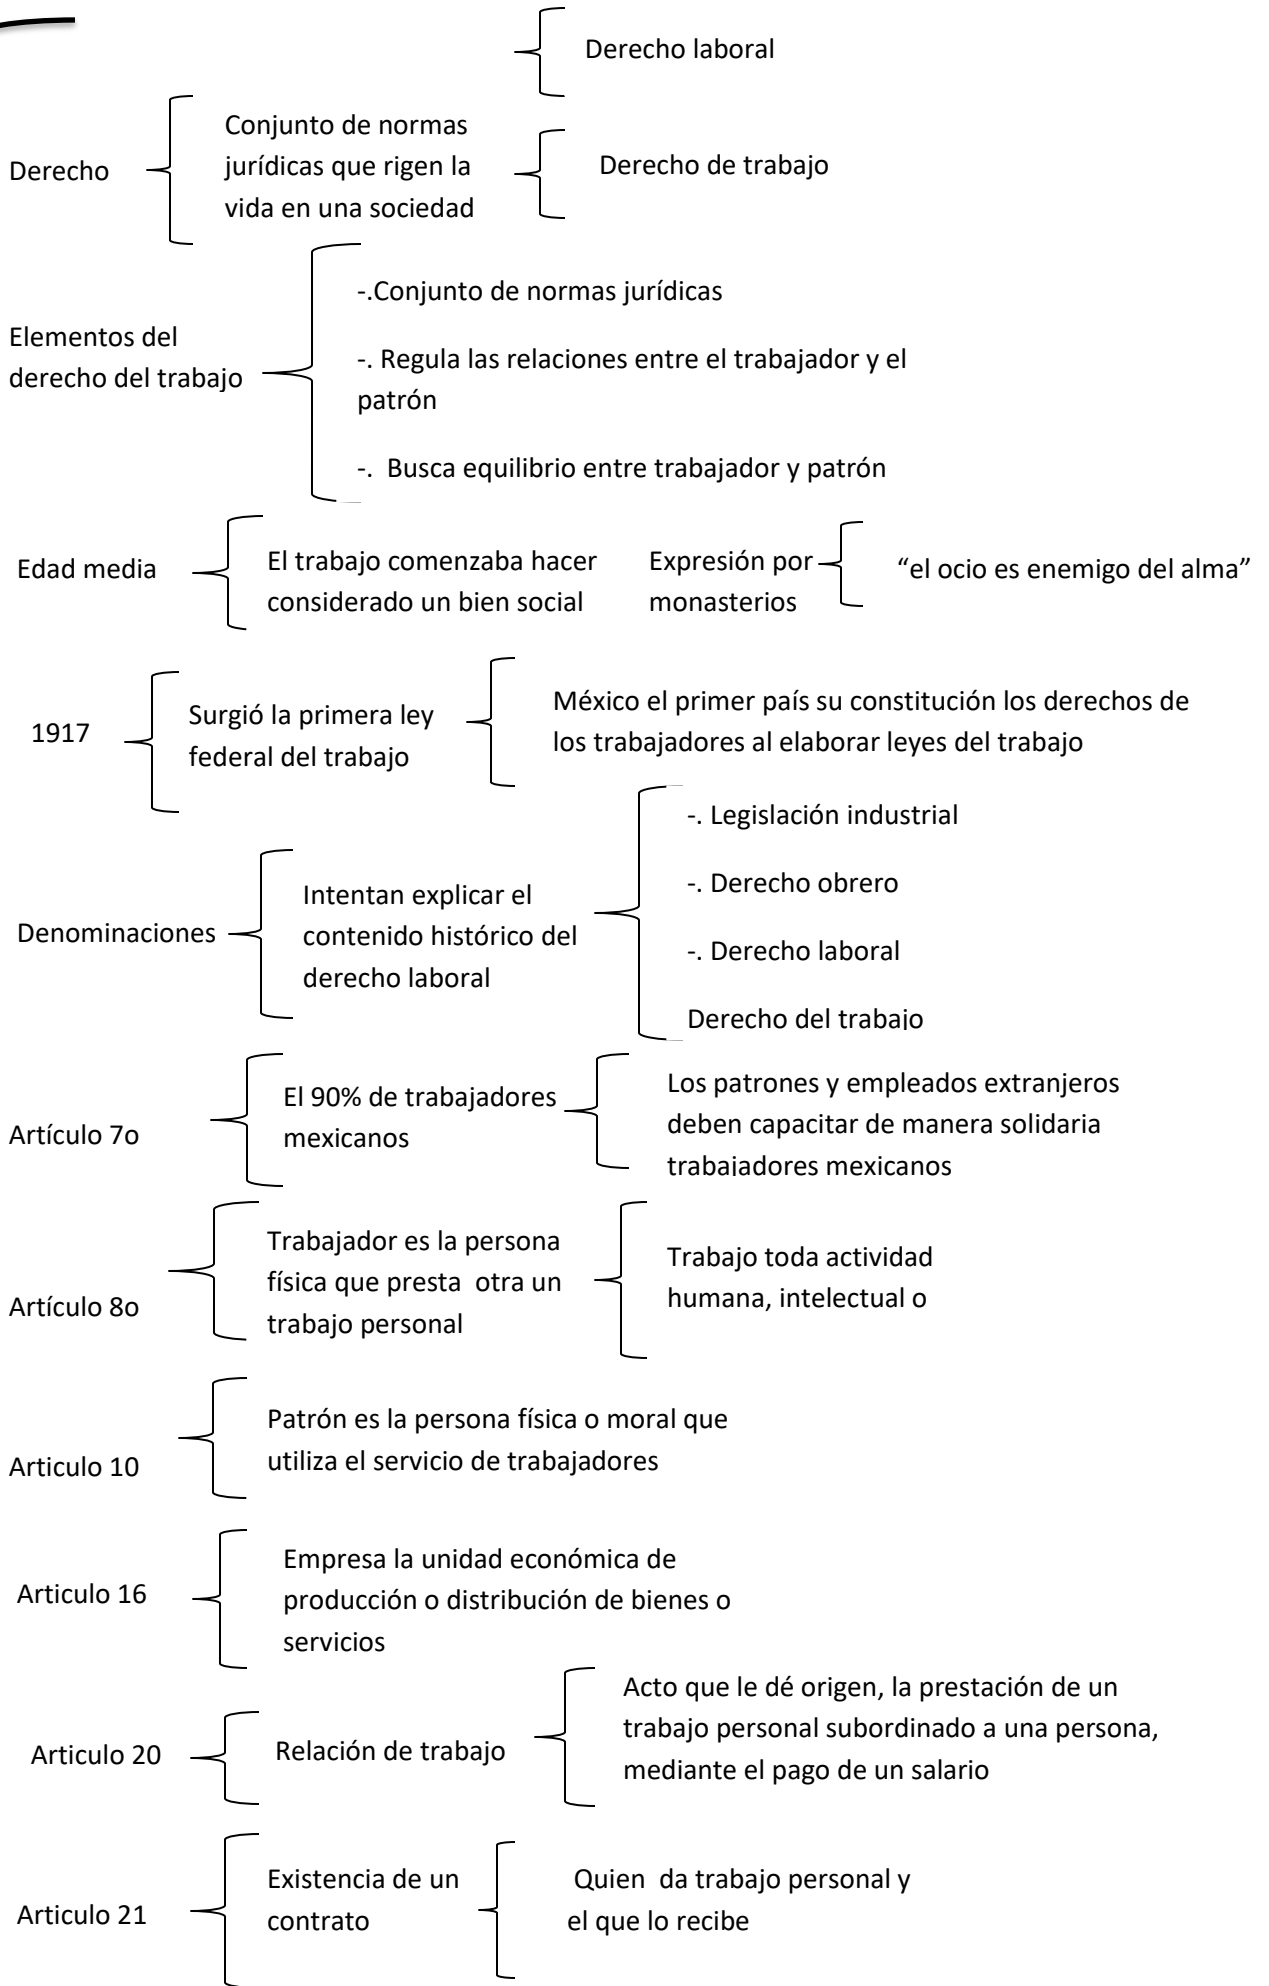 Derecho laboral
Derecho
Conjunto de normas
jurídicas que rigen la
vida en una sociedad
Derecho de trabajo
Elementos del
derecho del trabajo
-.Conjunto de normas jurídicas
-. Regula las relaciones entre el trabajador y el
patrón
-. Busca equilibrio entre trabajador y patrón
Edad media
El trabajo comenzaba hacer
considerado un bien social
Expresión por
monasterios
“el ocio es enemigo del alma”
1917
Surgió la primera ley
federal del trabajo
México el primer país su constitución los derechos de
los trabajadores al elaborar leyes del trabajo
Denominaciones
Intentan explicar el
contenido histórico del
derecho laboral
-. Legislación industrial
-. Derecho obrero
-. Derecho laboral
Derecho del trabajo
Artículo 7o
El 90% de trabajadores
mexicanos
Los patrones y empleados extranjeros
deben capacitar de manera solidaria
trabajadores mexicanos
Artículo 8o
Trabajador es la persona
física que presta otra un
trabajo personal
Trabajo toda actividad
humana, intelectual o
Articulo 10
Patrón es la persona física o moral que
utiliza el servicio de trabajadores
Articulo 16
Empresa la unidad económica de
producción o distribución de bienes o
servicios
Articulo 20
Relación de trabajo
Acto que le dé origen, la prestación de un
trabajo personal subordinado a una persona,
mediante el pago de un salario
Articulo 21
Existencia de un
contrato
Quien da trabajo personal y
el que lo recibe